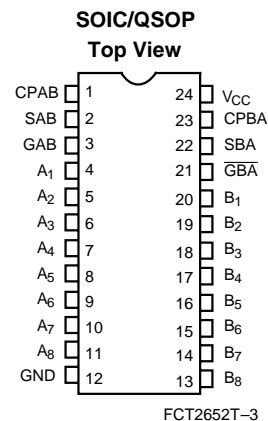 SOIC/QSOP
Top View
CPAB 1 24 VCC
SAB 2 23 CPBA
GAB 3 22 SBA
A1 4 21 GBA
A2 5 20 B1
A3 6 19 B2
A4 7 18 B3
A5 8 17 B4
A6 9 16 B5
A7 10 15 B6
A8 11 14 B7
GND 12 13 B8
FCT2652T–3